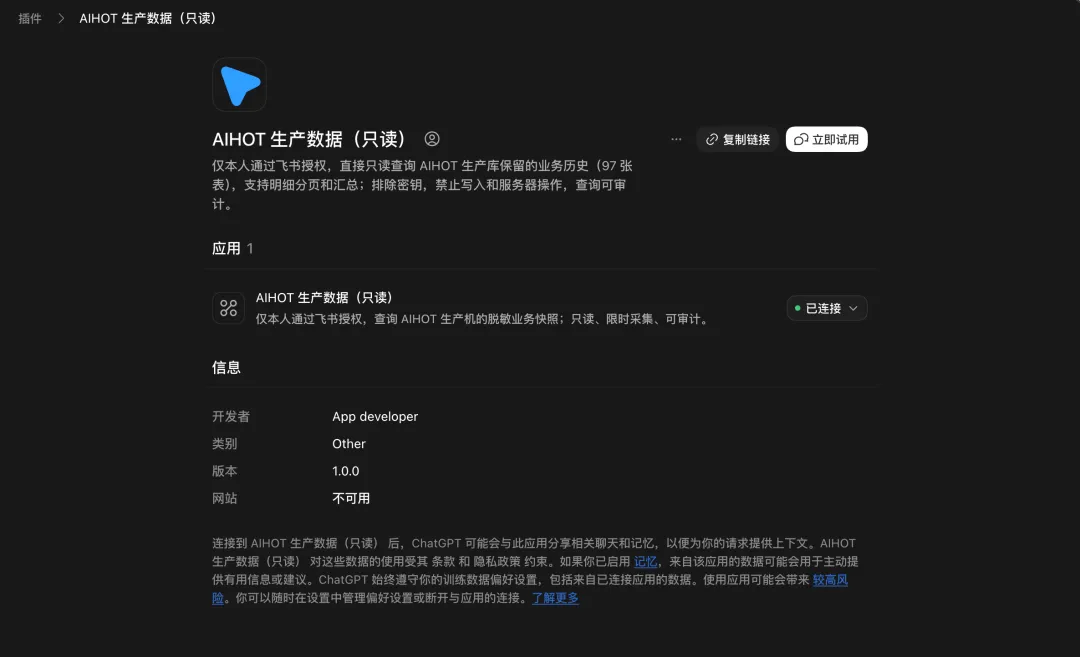 插件 > AIHOT 生产数据（只读）
AIHOT 生产数据（只读）
··· 复制链接 立即试用
仅本人通过飞书授权，直接只读查询 AIHOT 生产库保留的业务历史（97 张
表），支持明细分页和汇总；排除密钥，禁止写入和服务器操作，查询可审
计。
应用 1
AIHOT 生产数据（只读）
仅本人通过飞书授权，查询 AIHOT 生产机的脱敏业务快照；只读、限时采集、可审计。
已连接
信息
开发者 App developer
类别 Other
版本 1.0.0
网站 不可用
连接到 AIHOT 生产数据（只读） 后，ChatGPT 可能会与此应用分享相关聊天和记忆，以便为你的请求提供上下文。AIHOT
生产数据（只读） 对这些数据的使用受其 条款 和 隐私政策 约束。如果你已启用 记忆，来自该应用的数据可能会用于主动提
供有用信息或建议。ChatGPT 始终遵守你的训练数据偏好设置，包括来自已连接应用的数据。使用应用可能会带来 较高风
险。你可以随时在设置中管理偏好设置或断开与应用的连接。了解更多